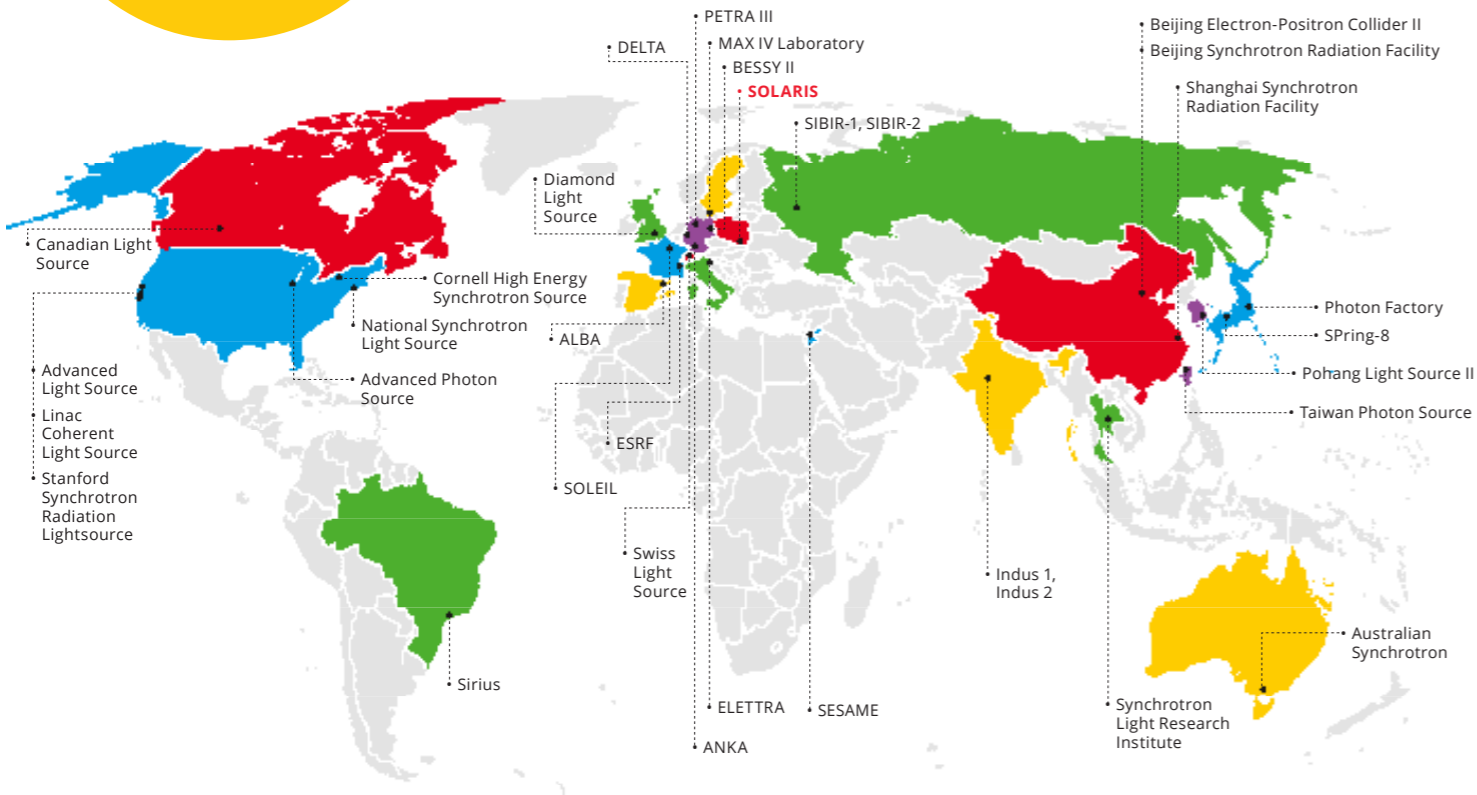 PETRA III
DELTA
MAX IV Laboratory
BESSY II
SOLARIS
SIBIR-1, SIBIR-2
Beijing Electron-Positron Collider II
Beijing Synchrotron Radiation Facility
Shanghai Synchrotron
Radiation Facility
Diamond
Light
Source
Canadian Light
Source
Cornell High Energy
Synchrotron Source
National Synchrotron
Light Source
Advanced
Light Source
Advanced Photon
Source
Linac
Coherent
Light Source
Stanford
Synchrotron
Radiation
Lightsource
ALBA
ESRF
SOLEIL
Swiss
Light
Source
Photon Factory
SPring-8
Pohang Light Source II
Taiwan Photon Source
Indus 1,
Indus 2
Australian
Synchrotron
Sirius
ELETTRA
SESAME
ANKA
Synchrotron
Light Research
Institute